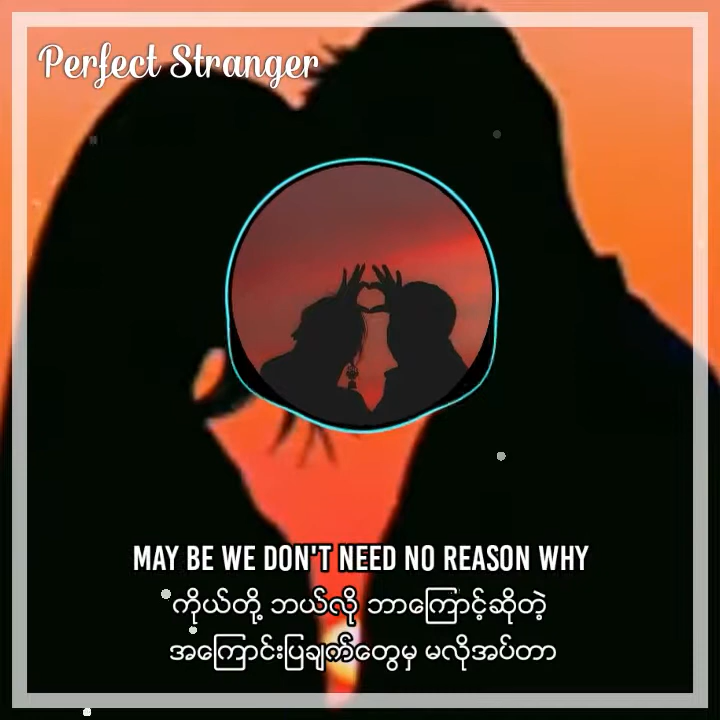 Perfect Stranger
MAY BE WE DON'T NEED NO REASON WHY
ကိုယ်တို့ ဘယ်လို ဘာကြောင့်ဆိုတဲ့
အကြောင်းပြချက်တွေမှ မလိုအပ်တာ